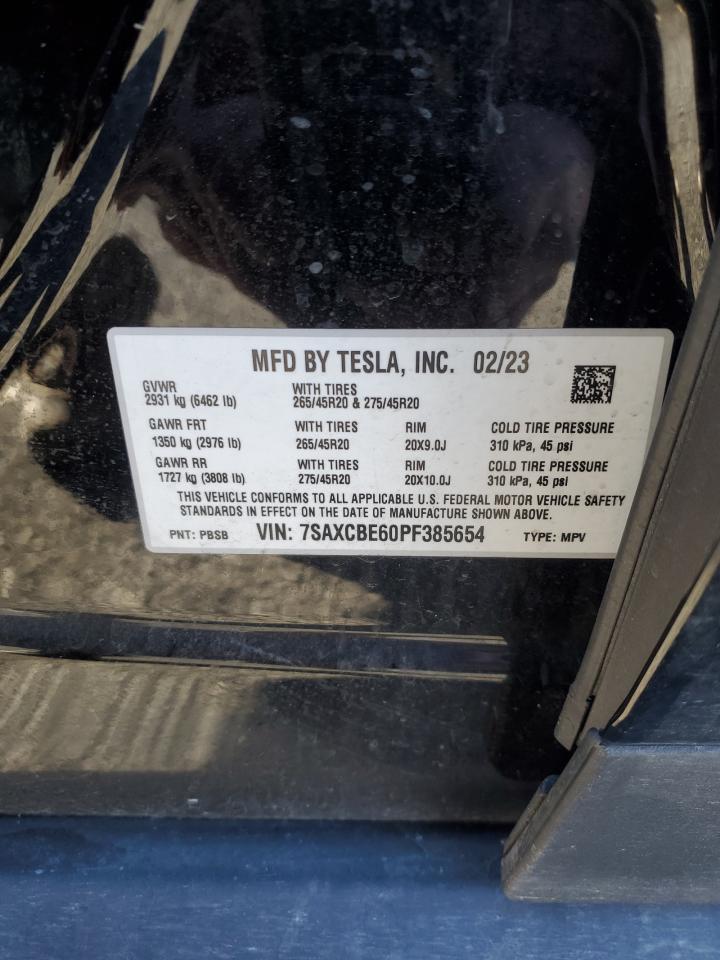 MFD BY TESLA, INC. 02/23
GVWR WITH TIRES
2931 kg (6462 lb) 265/45R20 & 275/45R20
GAWR FRT WITH TIRES RIM COLD TIRE PRESSURE
1350 kg (2976 lb) 265/45R20 20X9.0J 310 kPa, 45 psi
GAWR RR WITH TIRES RIM COLD TIRE PRESSURE
1727 kg (3808 lb) 275/45R20 20X10.0J 310 kPa, 45 psi
THIS VEHICLE CONFORMS TO ALL APPLICABLE U.S. FEDERAL MOTOR VEHICLE SAFETY
STANDARDS IN EFFECT ON THE DATE OF MANUFACTURE SHOWN ABOVE.
PNT: PBSB VIN: 7SAXCBE60PF385654 TYPE: MPV